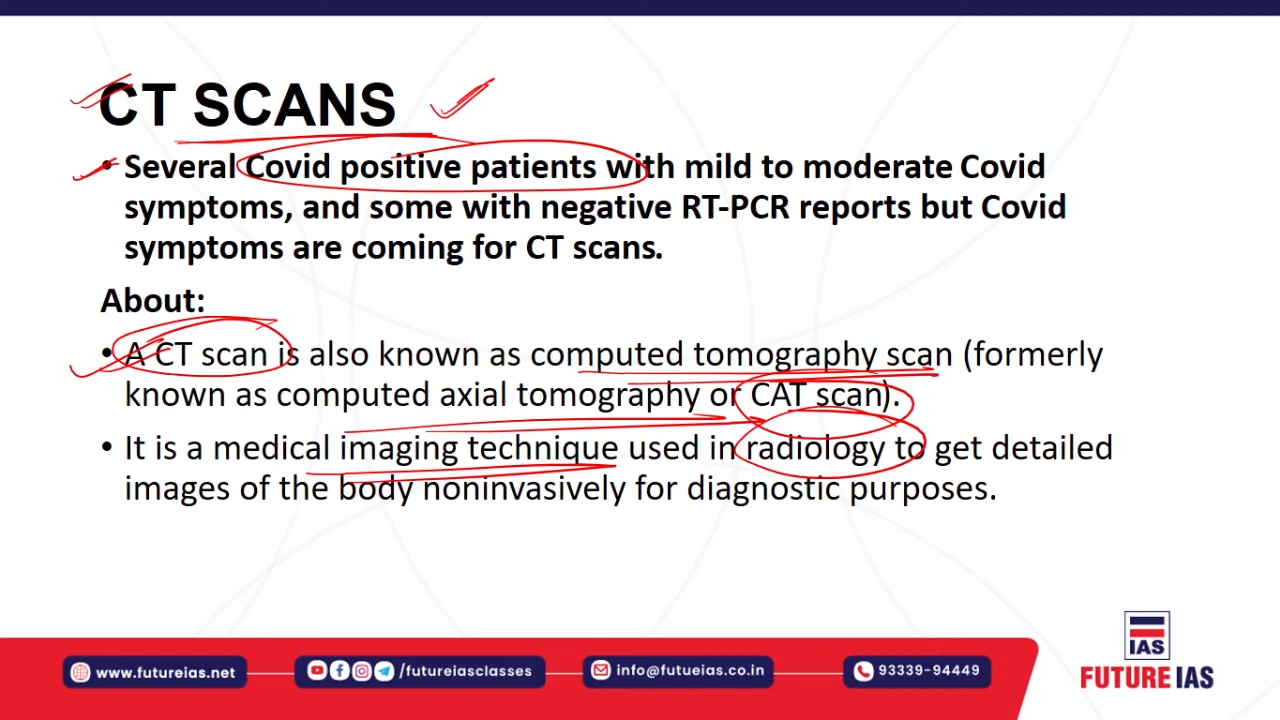 CT SCANS
• Several Covid positive patients with mild to moderate Covid
symptoms, and some with negative RT-PCR reports but Covid
symptoms are coming for CT scans.
About:
• A CT scan is also known as computed tomography scan (formerly
known as computed axial tomography or CAT scan).
• It is a medical imaging technique used in radiology to get detailed
images of the body noninvasively for diagnostic purposes.
IAS
FUTURE IAS
www.futureias.net
/futureiasclasses
info@futueias.co.in
93339-94449